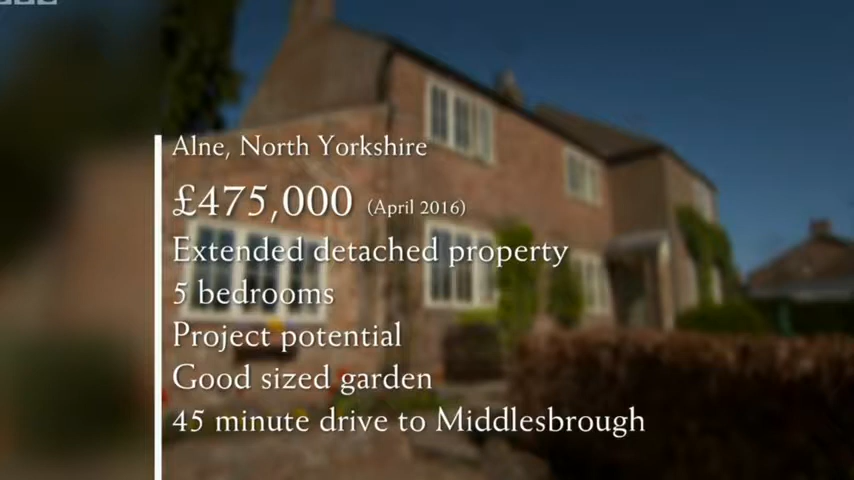 Alne, North Yorkshire
£475,000 (April 2016)
Extended detached property
5 bedrooms
Project potential
Good sized garden
45 minute drive to Middlesbrough